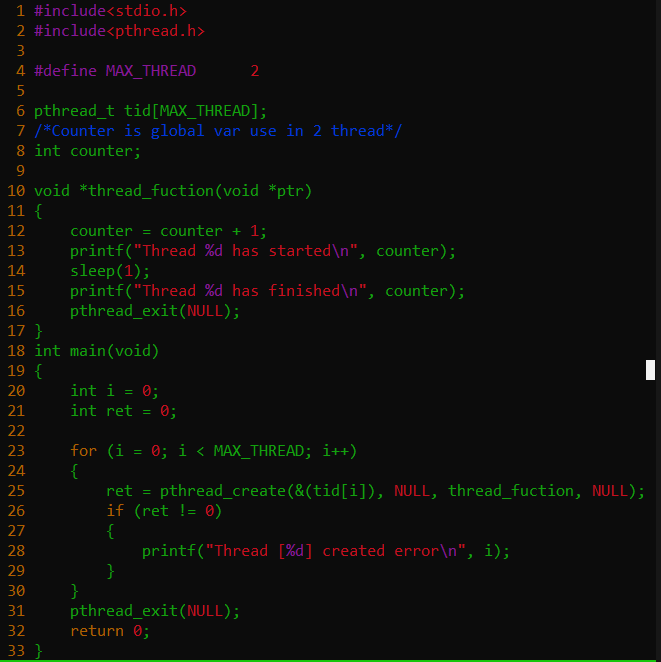 1 #include<stdio.h>
2 #include<pthread.h>
3
4 #define MAX_THREAD      2
5
6 pthread_t tid[MAX_THREAD];
7 /*Counter is global var use in 2 thread*/
8 int counter;
9
10 void *thread_fuction(void *ptr)
11 {
12     counter = counter + 1;
13     printf("Thread %d has started\n", counter);
14     sleep(1);
15     printf("Thread %d has finished\n", counter);
16     pthread_exit(NULL);
17 }
18 int main(void)
19 {
20     int i = 0;
21     int ret = 0;
22
23     for (i = 0; i < MAX_THREAD; i++)
24     {
25         ret = pthread_create(&(tid[i]), NULL, thread_fuction, NULL);
26         if (ret != 0)
27         {
28             printf("Thread [%d] created error\n", i);
29         }
30     }
31     pthread_exit(NULL);
32     return 0;
33 }